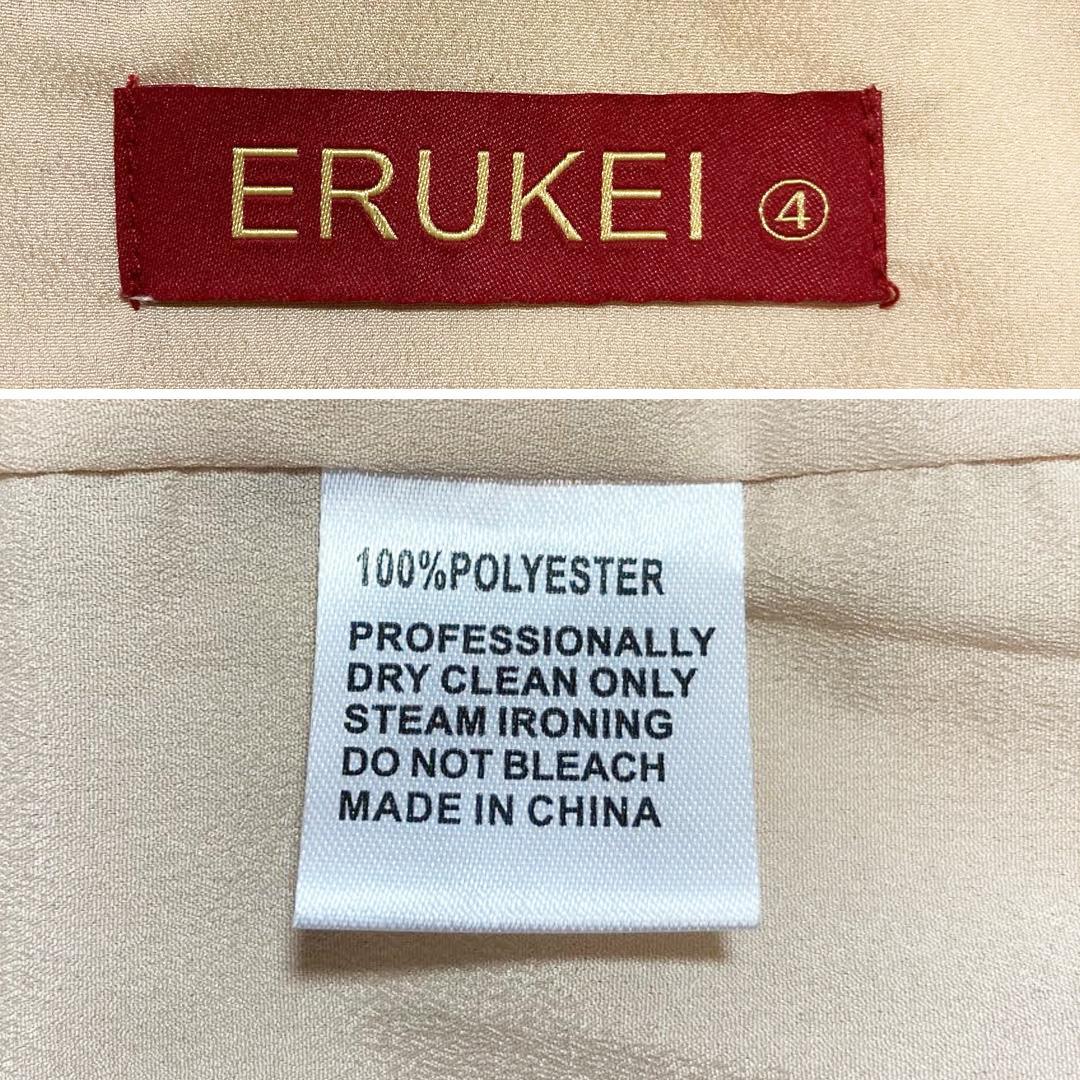 ERUKEI ④
100%POLYESTER
PROFESSIONALLY
DRY CLEAN ONLY
STEAM IRONING
DO NOT BLEACH
MADE IN CHINA